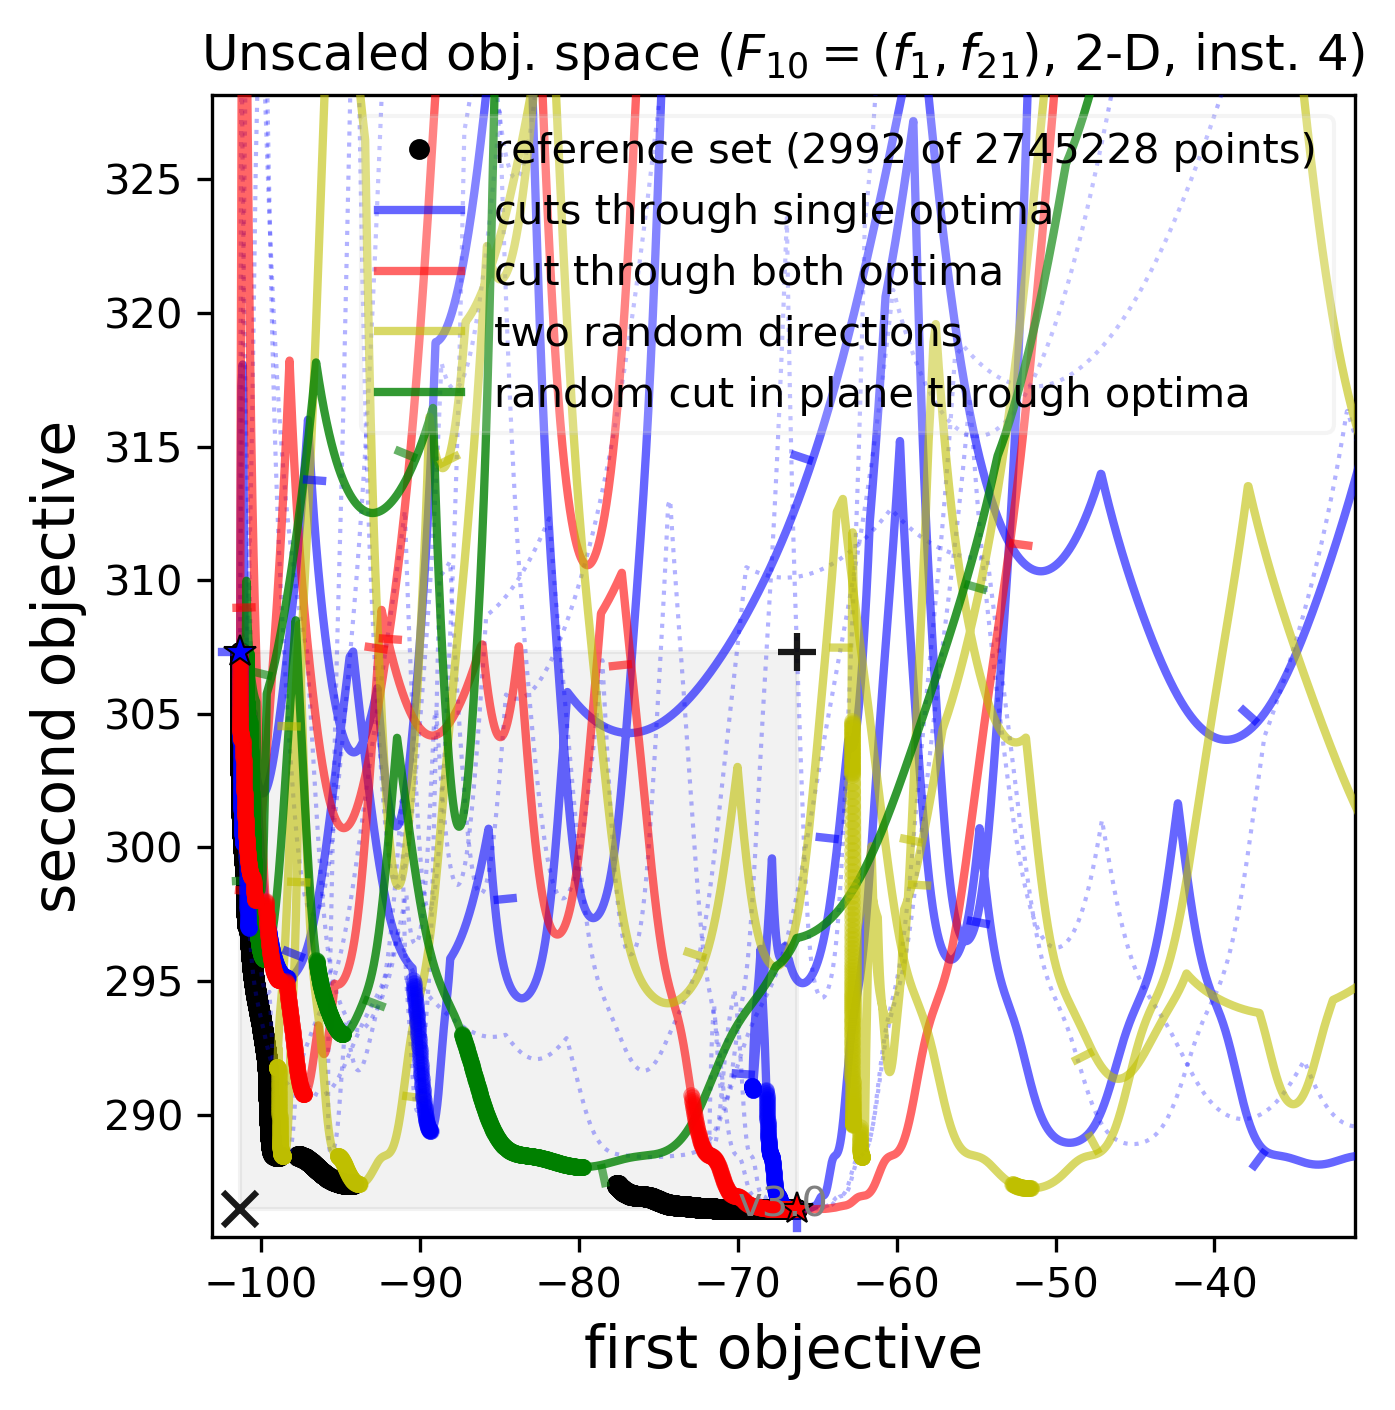 Unscaled obj. space (F₁₀ = (f₁, f₂₁), 2-D, inst. 4)
reference set (2992 of 2745228 points)
cuts through single optima
cut through both optima
two random directions
random cut in plane through optima
325
320
315
310
305
300
295
290
second objective
v3.0
−100
−90
−80
−70
−60
−50
−40
first objective